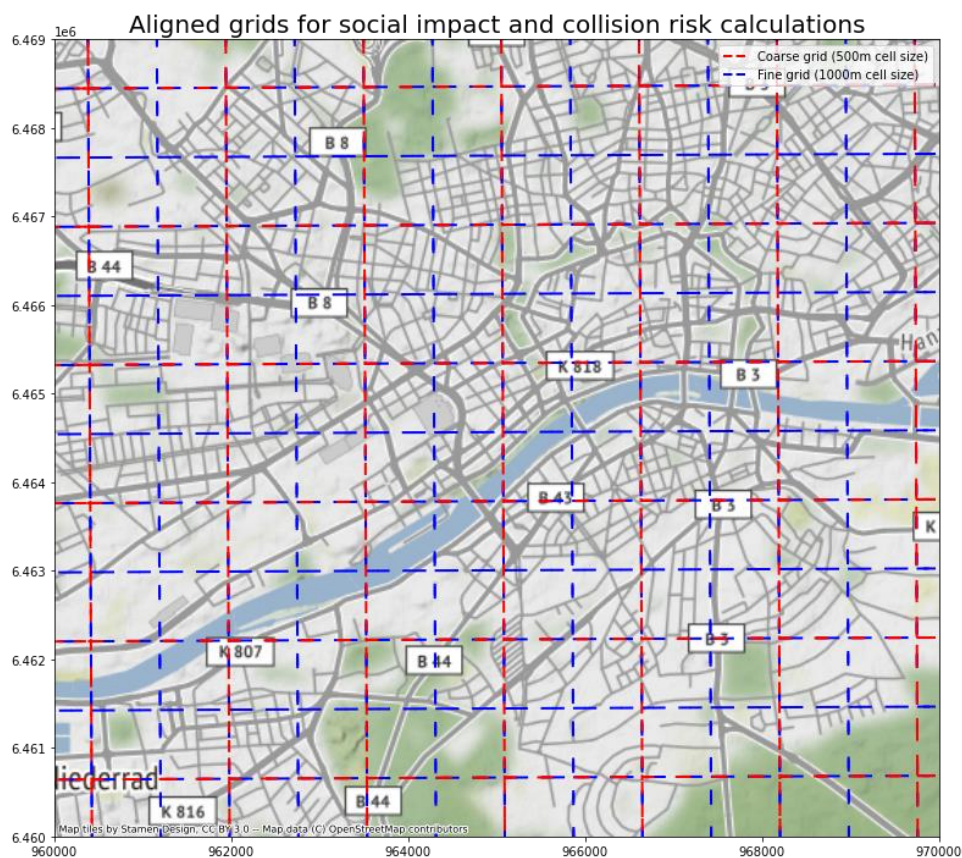 Aligned grids for social impact and collision risk calculations
1e6
6.469
6.468
6.467
6.466
6.465
6.464
6.463
6.462
6.461
6.460
Coarse grid (500m cell size)
Fine grid (1000m cell size)
B 8
B 44
B 8
Han
K 818
B 3
B 43
B 3
K
B 3
K 807
B 44
liederrad
B 44
K 816
Map tiles by Stamen Design, CC BY 3.0 -- Map data (C) OpenStreetMap contributors
960000 962000 964000 966000 968000 970000